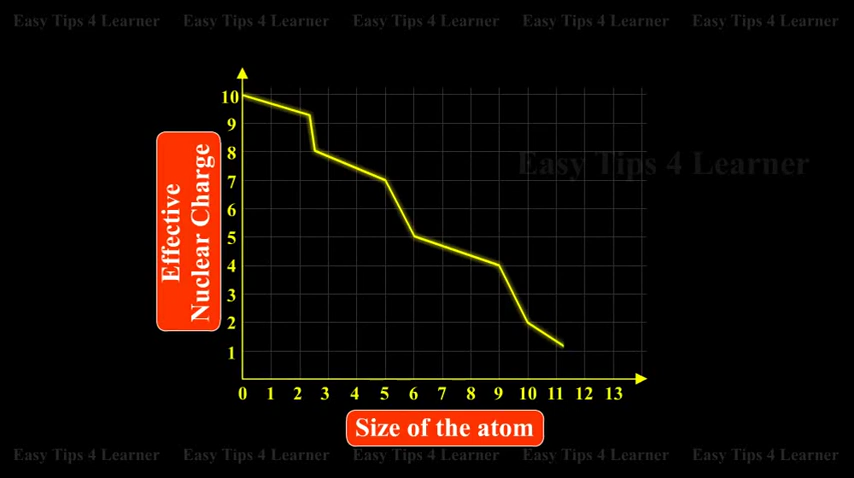 Easy Tips 4 Learner Easy Tips 4 Learner Easy Tips 4 Learner Easy Tips 4 Learner Easy Tips 4 Learner
10
9
8
7
6
5
4
3
2
1
Effective
Nuclear Charge
Easy Tips 4 Learner
0 1 2 3 4 5 6 7 8 9 10 11 12 13
Size of the atom
Easy Tips 4 Learner Easy Tips 4 Learner Easy Tips 4 Learner Easy Tips 4 Learner Easy Tips 4 Learner